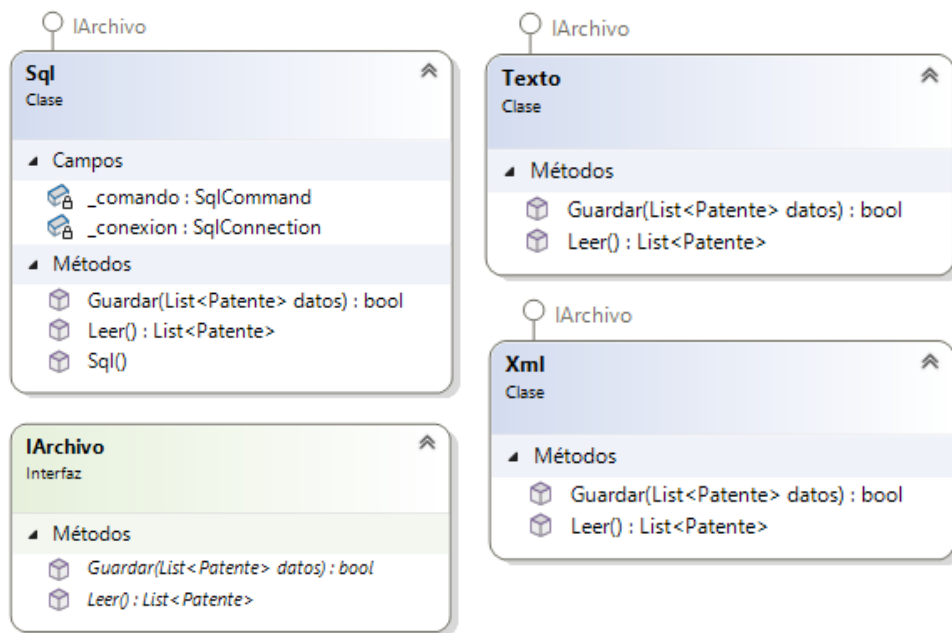 IArchivo
Sql
Clase
Campos
_comando : SqlCommand
_conexion : SqlConnection
Métodos
Guardar(List<Patente> datos) : bool
Leer() : List<Patente>
Sql()
IArchivo
Interfaz
Métodos
Guardar(List<Patente> datos) : bool
Leer() : List<Patente>
IArchivo
Texto
Clase
Métodos
Guardar(List<Patente> datos) : bool
Leer() : List<Patente>
IArchivo
Xml
Clase
Métodos
Guardar(List<Patente> datos) : bool
Leer() : List<Patente>